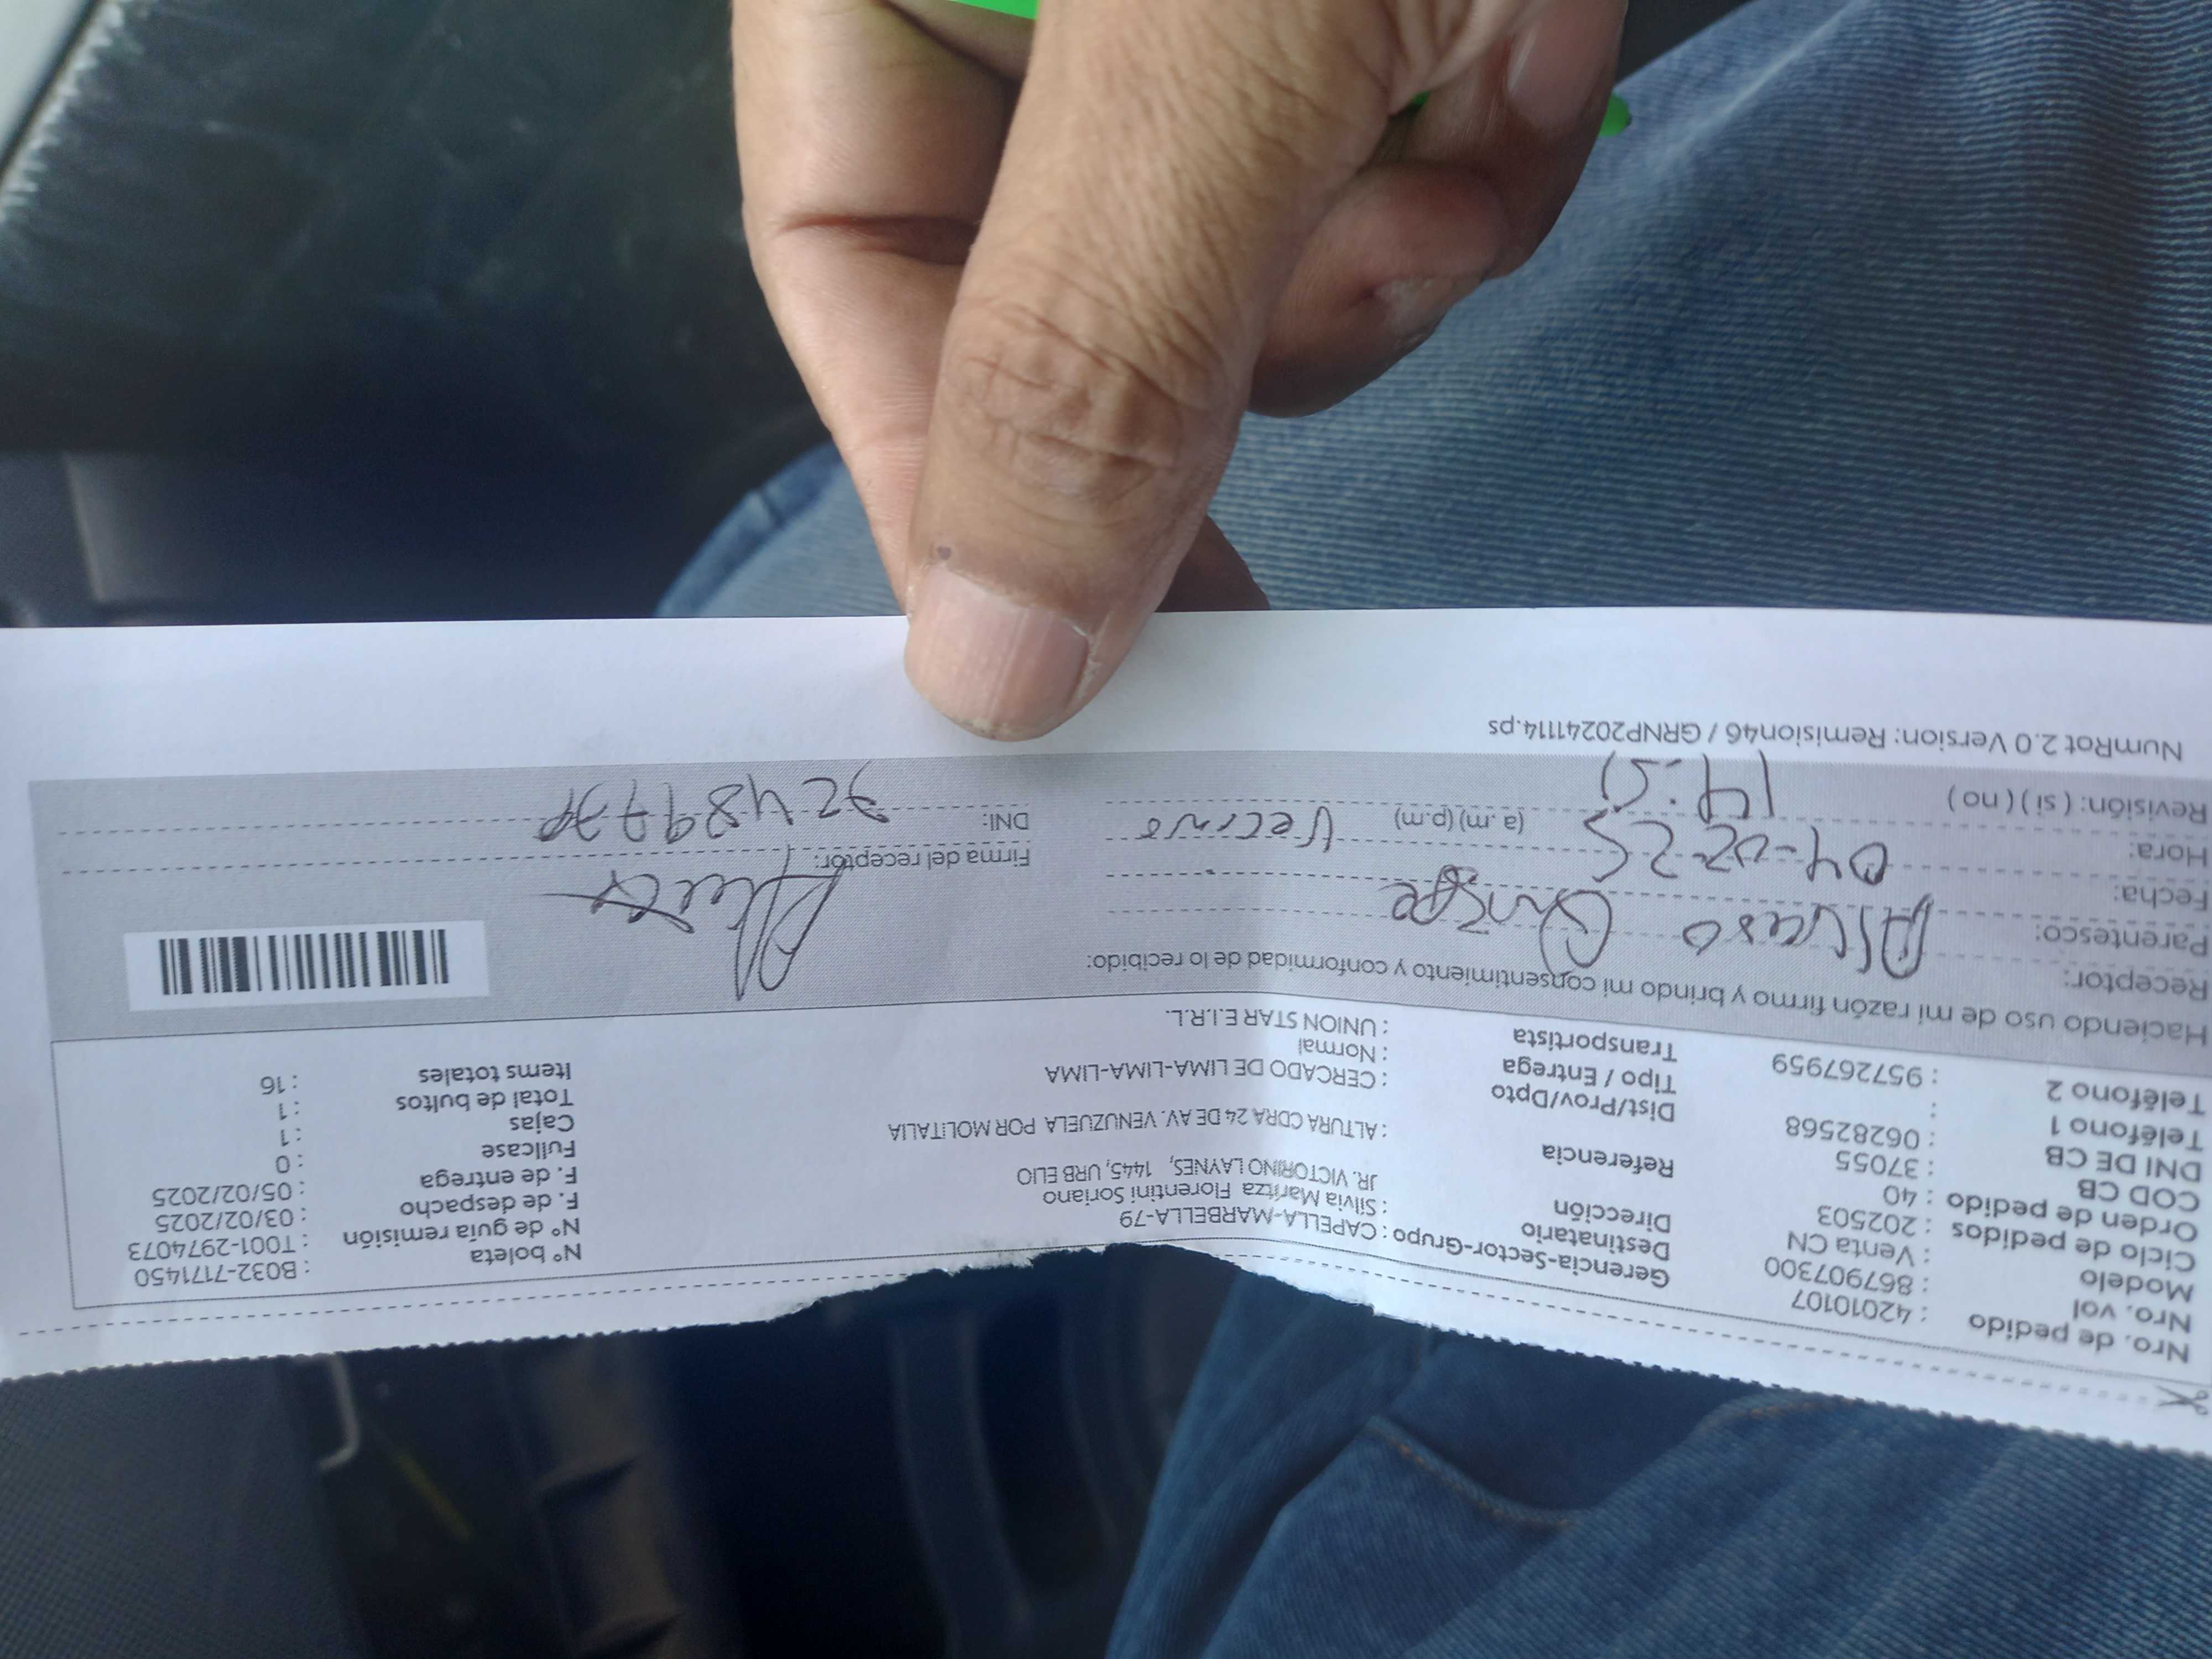 Nro. de pedido : 42010107
Nro. vol : 867907300
Modelo : Venta CN
Ciclo de pedidos : 202503
Orden de pedido : 40
COD CB : 37055
DNI DE CB : 06282568
Teléfono 1 :
Teléfono 2 : 957267959
Gerencia-Sector-Grupo : CAPELLA-MARBELLA-79
Destinatario : Silvia Maritza Florentini Soriano
Dirección JR. VICTORINO LAYNES, 1445, URB ELIO
Referencia : ALTURA CDRA 24 DE AV. VENUZUELA POR MOLITALIA
Dist/Prov/Dpto : CERCADO DE LIMA-LIMA-LIMA
Tipo / Entrega : Normal
Transportista : UNION STAR E.I.R.L.
N° boleta : B032-7171450
N° de guía remisión : T001-2974073
F. de despacho : 03/02/2025
F. de entrega : 05/02/2025
Fullcase : 0
Cajas : 1
Total de bultos : 1
Items totales : 16
Haciendo uso de mi razón firmo y brindo mi consentimiento y conformidad de lo recibido:
Receptor:
Parentesco: Quispe
Fecha: 04-02-25
Hora: (a.m) (p.m) Vecino
Revisión: ( si ) ( no ) 14:51
Firma del receptor:
DNI:
NumRot 2.0 Version: Remision46 / GRNP20241114.ps